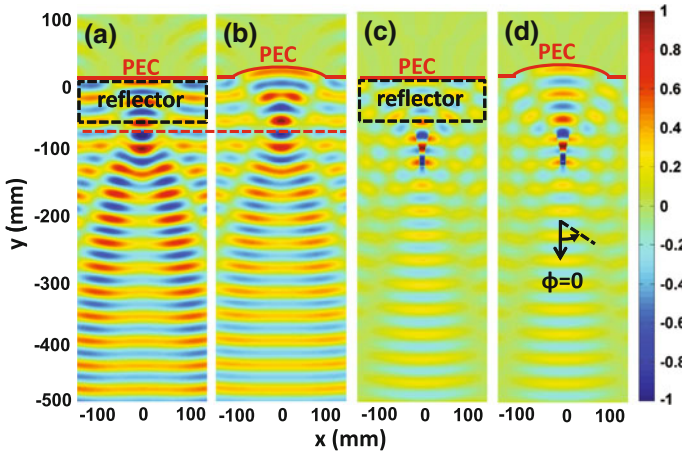 (a) (b) (c) (d)
PEC PEC PEC PEC
reflector reflector
ϕ=0
100
0
-100
-200
-300
-400
-500
y (mm)
-100 0 100 -100 0 100 -100 0 100 -100 0 100
x (mm)
1
0.8
0.6
0.4
0.2
0
-0.2
-0.4
-0.6
-0.8
-1